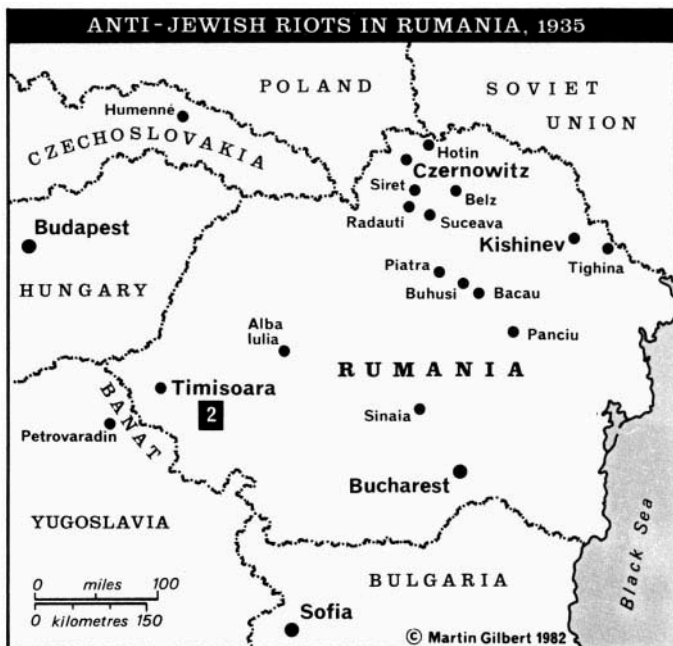 ANTI-JEWISH RIOTS IN RUMANIA, 1935
POLAND
SOVIET
UNION
Humenné
CZECHOSLOVAKIA
Hotin
Czernowitz
Siret
Belz
Radauti
Suceava
Budapest
Kishinev
Tighina
HUNGARY
Piatra
Buhusi
Bacau
Alba
Iulia
Panciu
RUMANIA
Timisoara
2
BANAT
Sinaia
Petrovaradin
Bucharest
YUGOSLAVIA
Black Sea
0 miles 100
0 kilometres 150
BULGARIA
Sofia
© Martin Gilbert 1982